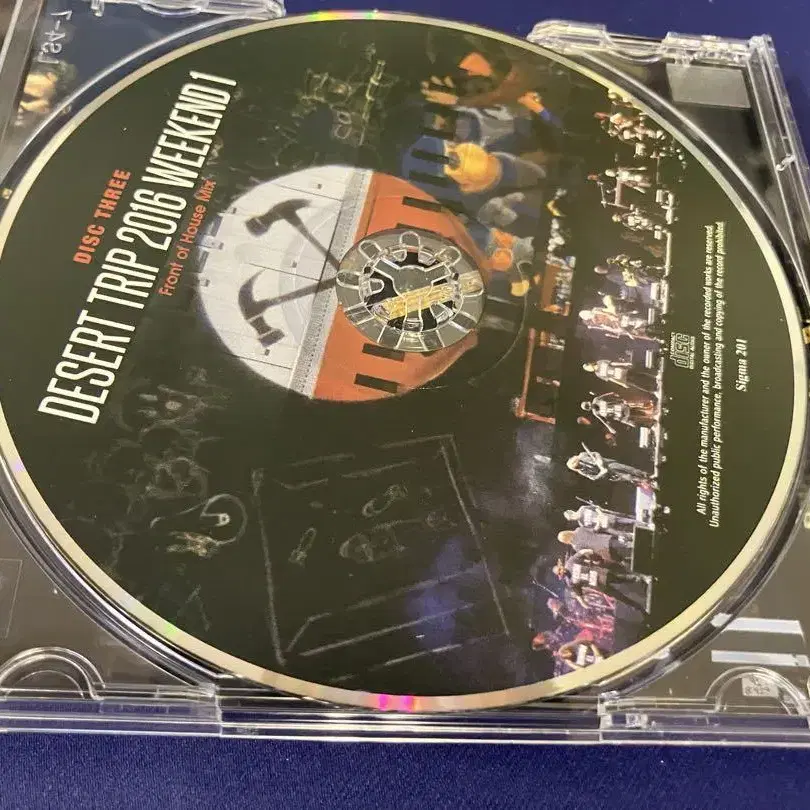 DISC THREE
DESERT TRIP 2016 WEEKEND 1
Front of House Mix
COMPACT
disc
DIGITAL AUDIO
All rights of the manufacturer and the owner of the recorded works are reserved.
Unauthorized public performance, broadcasting and copying of the record prohibited.
Sigma 201